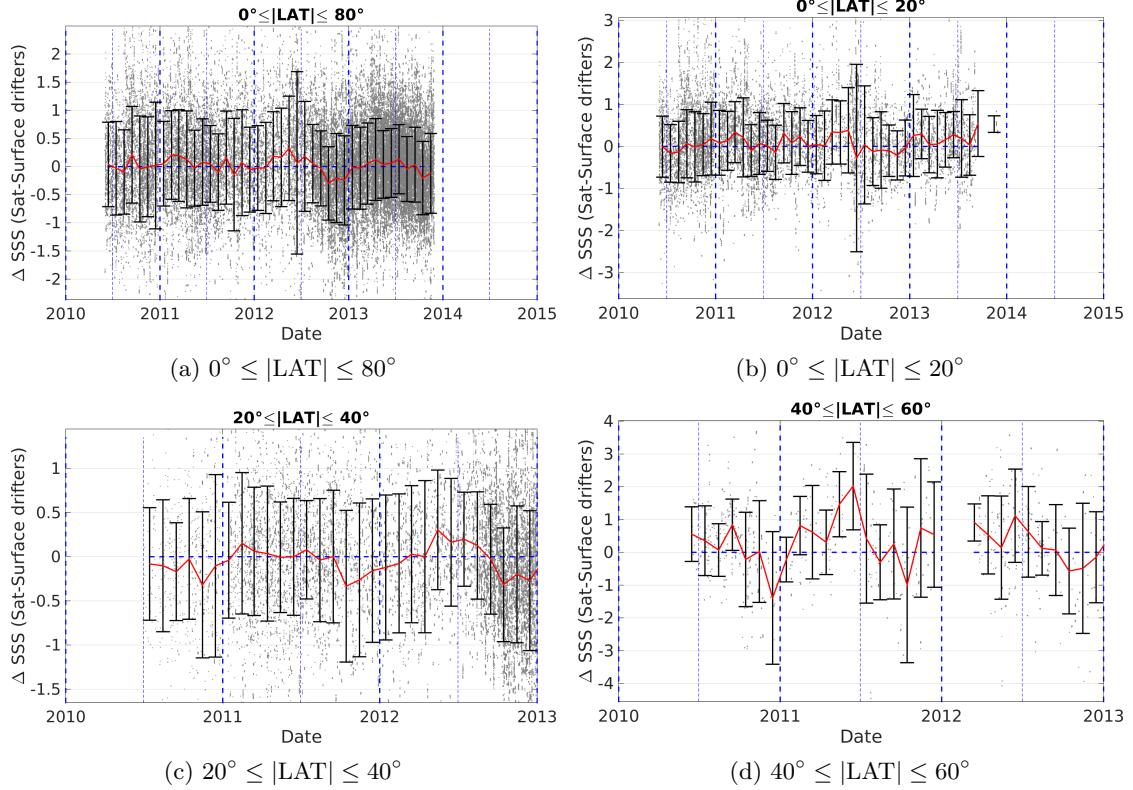 0°≤|LAT|≤ 80°
Δ SSS (Sat-Surface drifters)
2
1.5
1
0.5
0
-0.5
-1
-1.5
-2
2010 2011 2012 2013 2014 2015
Date
(a) 0° ≤ |LAT| ≤ 80°
0°≤|LAT|≤ 20°
Δ SSS (Sat-Surface drifters)
3
2
1
0
-1
-2
-3
2010 2011 2012 2013 2014 2015
Date
(b) 0° ≤ |LAT| ≤ 20°
20°≤|LAT|≤ 40°
Δ SSS (Sat-Surface drifters)
1
0.5
0
-0.5
-1
-1.5
2010 2011 2012 2013
Date
(c) 20° ≤ |LAT| ≤ 40°
40°≤|LAT|≤ 60°
Δ SSS (Sat-Surface drifters)
4
3
2
1
0
-1
-2
-3
-4
2010 2011 2012 2013
Date
(d) 40° ≤ |LAT| ≤ 60°